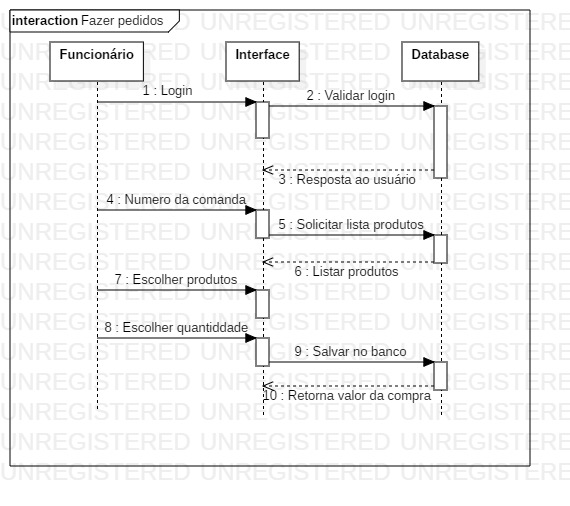 interaction Fazer pedidos
UNREGISTERED UNREGISTERED UNREGISTERED
Funcionário Interface Database
1 : Login
2 : Validar login
3 : Resposta ao usuário
4 : Numero da comanda
5 : Solicitar lista produtos
6 : Listar produtos
7 : Escolher produtos
8 : Escolher quantiddade
9 : Salvar no banco
10 : Retorna valor da compra